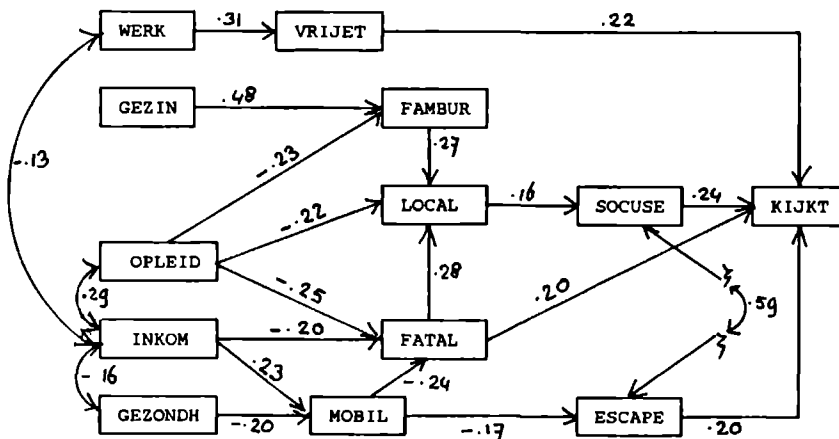 WERK .31 VRIJET .22
GEZIN .48 FAMBUR
-.13
-.23 .27
-.22 LOCAL .16 SOCUSE .24 KIJKT
OPLEID
.29 -.25 .28 .20 .59
INKOM -.20 FATAL
-.16 .23 -.24
GEZONDH -.20 MOBIL -.17 ESCAPE .20